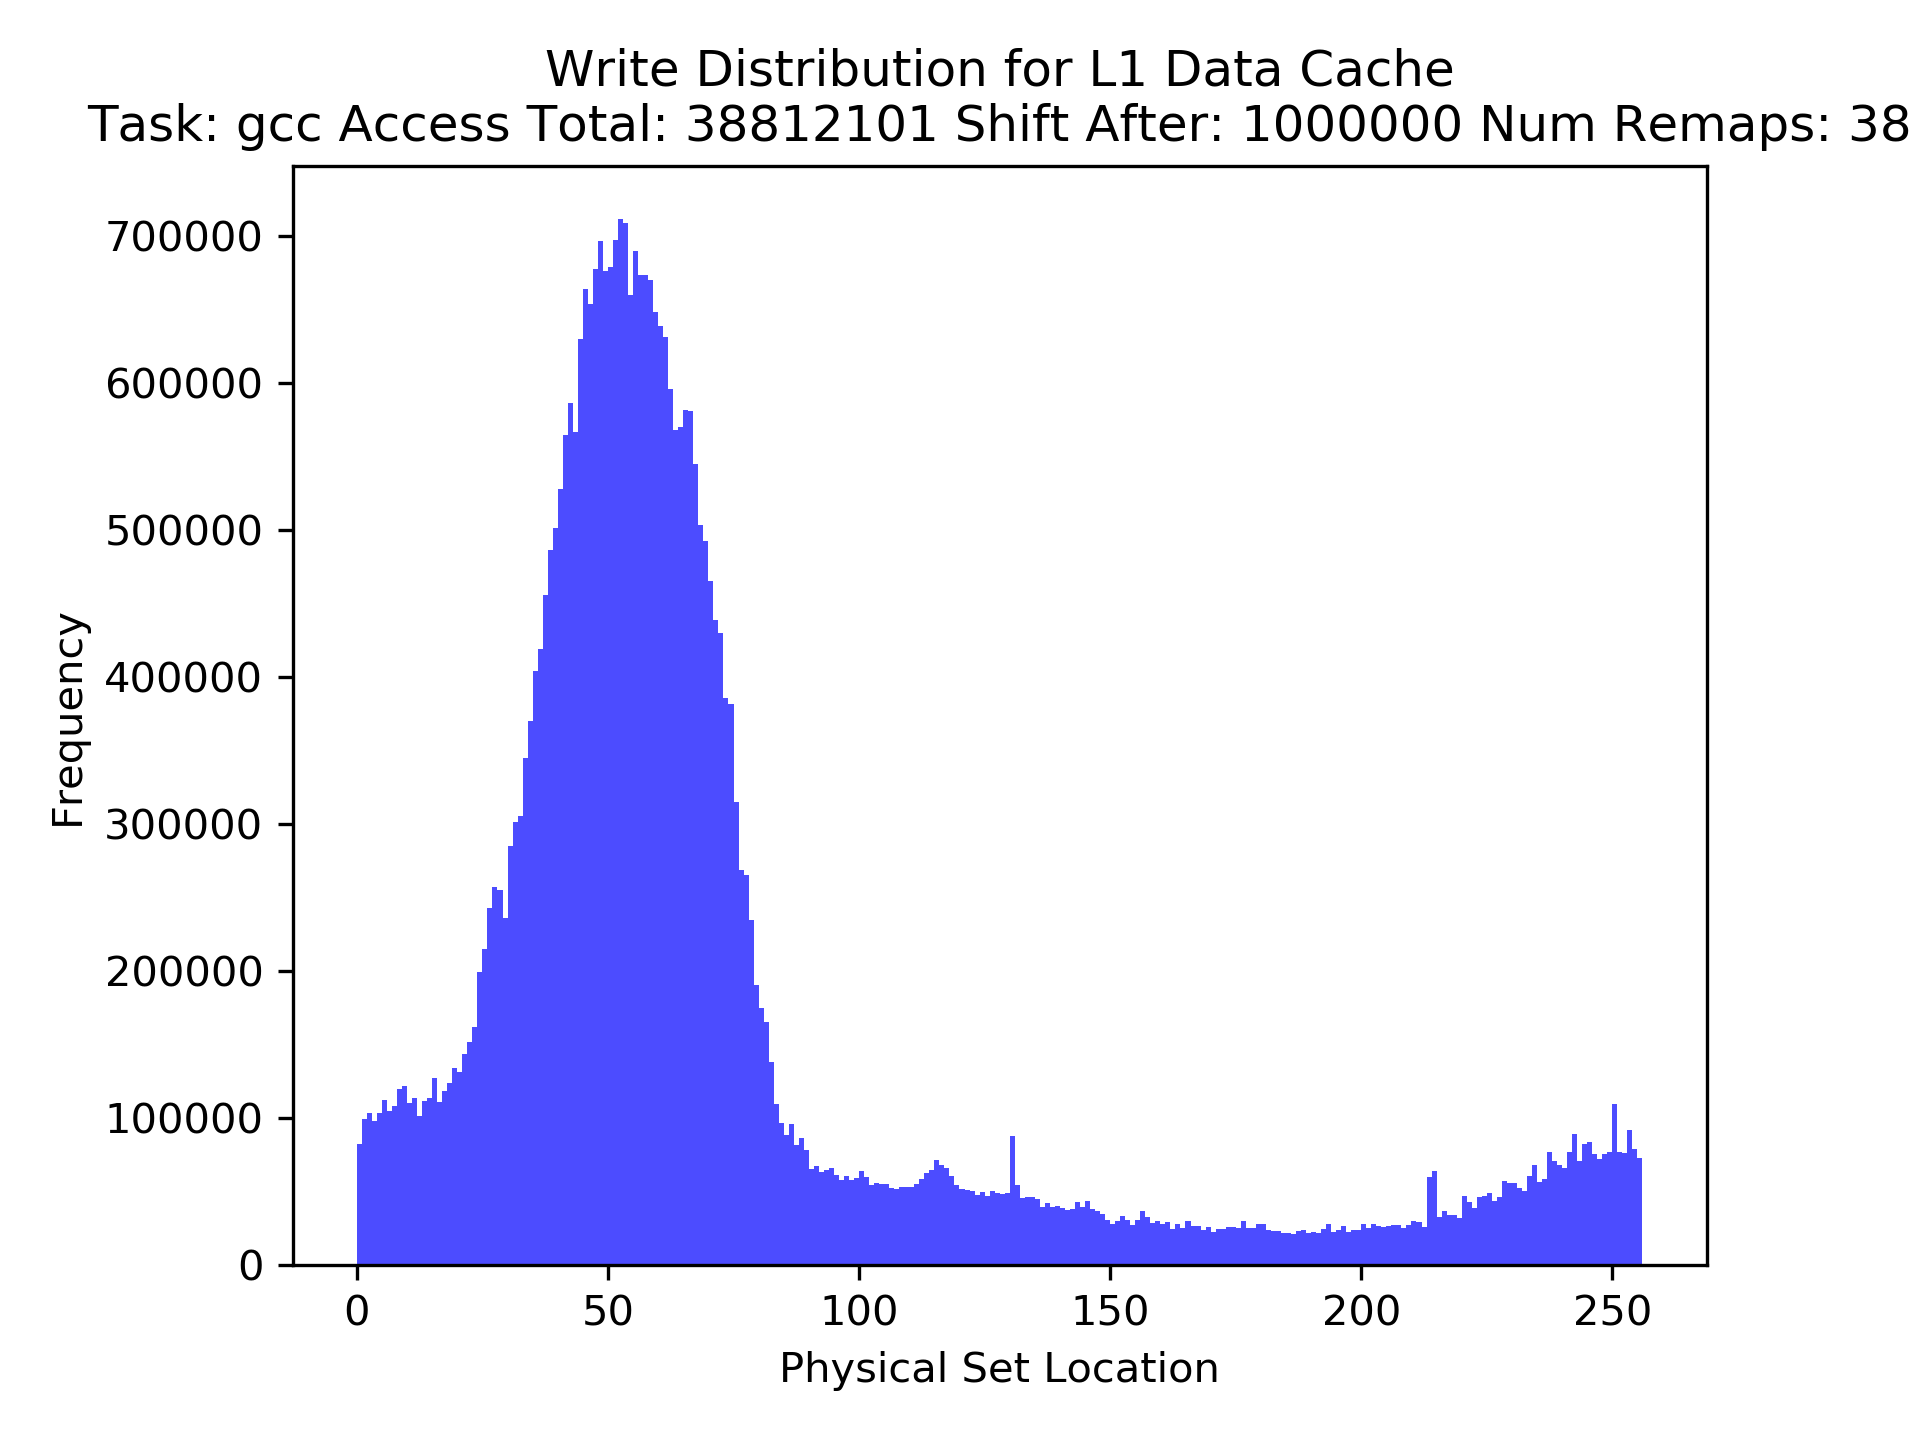 Write Distribution for L1 Data Cache
Task: gcc Access Total: 38812101 Shift After: 1000000 Num Remaps: 38
700000
600000
500000
400000
300000
200000
100000
0
Frequency
0 50 100 150 200 250
Physical Set Location